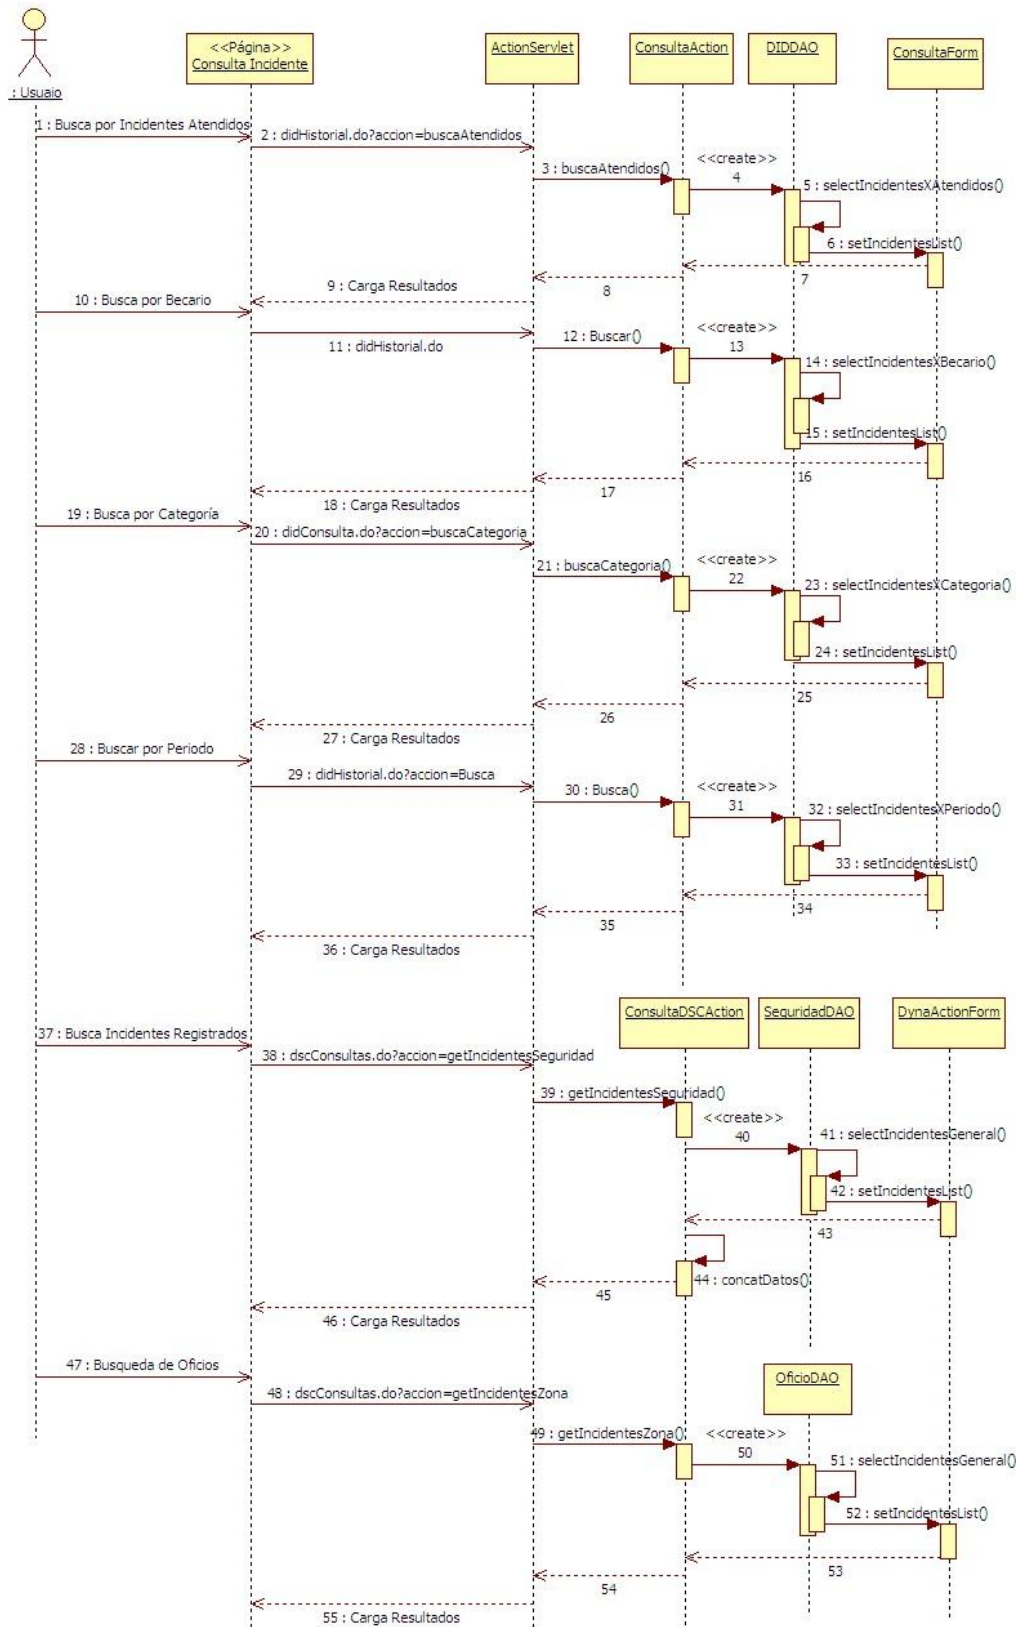 <<Página>>
Consulta Incidente
ActionServlet
ConsultaAction
DIDDAO
ConsultaForm
: Usuaio
1 : Busca por Incidentes Atendidos
2 : didHistorial.do?accion=buscaAtendidos
3 : buscaAtendidos()
<<create>>
4
5 : selectIncidentesXAtendidos()
6 : setIncidentesList()
7
8
9 : Carga Resultados
10 : Busca por Becario
11 : didHistorial.do
12 : Buscar()
<<create>>
13
14 : selectIncidentesXBecario()
15 : setIncidentesList()
16
17
18 : Carga Resultados
19 : Busca por Categoría
20 : didConsulta.do?accion=buscaCategoria
21 : buscaCategoria()
<<create>>
22
23 : selectIncidentesXCategoria()
24 : setIncidentesList()
25
26
27 : Carga Resultados
28 : Buscar por Periodo
29 : didHistorial.do?accion=Busca
30 : Busca()
<<create>>
31
32 : selectIncidentesXPeriodo()
33 : setIncidentesList()
34
35
36 : Carga Resultados
ConsultaDSCAction
SeguridadDAO
DynaActionForm
37 : Busca Incidentes Registrados
38 : dscConsultas.do?accion=getIncidentesSeguridad
39 : getIncidentesSeguridad()
<<create>>
40
41 : selectIncidentesGeneral()
42 : setIncidentesList()
43
44 : concatDatos()
45
46 : Carga Resultados
47 : Busqueda de Oficios
48 : dscConsultas.do?accion=getIncidentesZona
OficioDAO
49 : getIncidentesZona()
<<create>>
50
51 : selectIncidentesGeneral()
52 : setIncidentesList()
53
54
55 : Carga Resultados